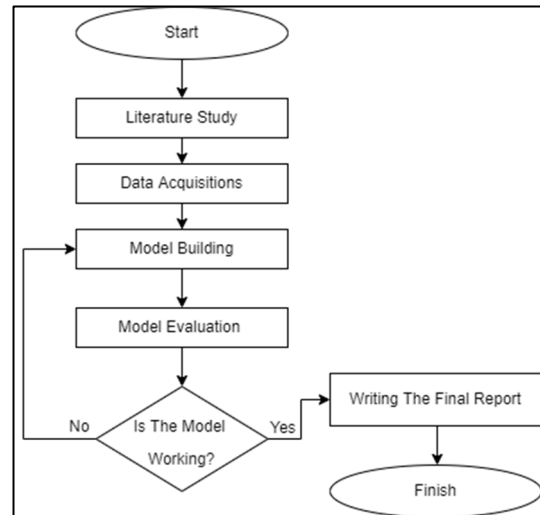 Start
Literature Study
Data Acquisitions
Model Building
Model Evaluation
Is The Model
Working?
No
Yes
Writing The Final Report
Finish